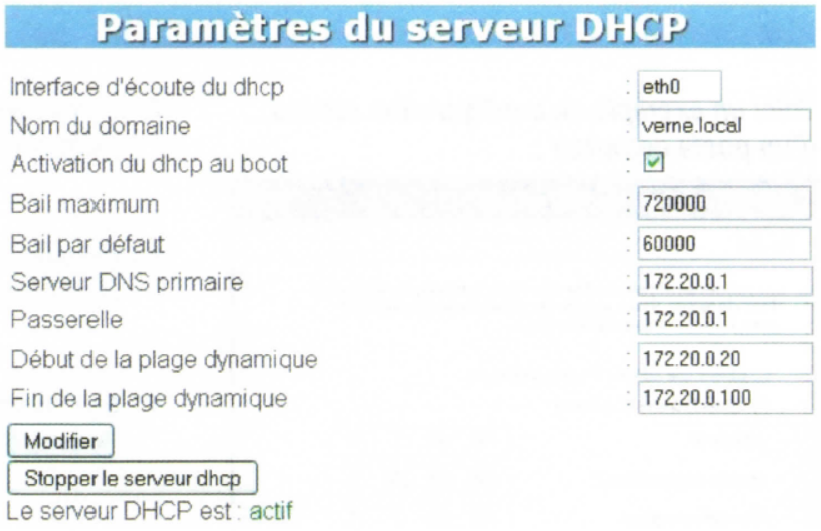 Paramètres du serveur DHCP
Interface d'écoute du dhcp : eth0
Nom du domaine : verne.local
Activation du dhcp au boot :
Bail maximum : 720000
Bail par défaut : 60000
Serveur DNS primaire : 172.20.0.1
Passerelle : 172.20.0.1
Début de la plage dynamique : 172.20.0.20
Fin de la plage dynamique : 172.20.0.100
Modifier
Stopper le serveur dhcp
Le serveur DHCP est : actif